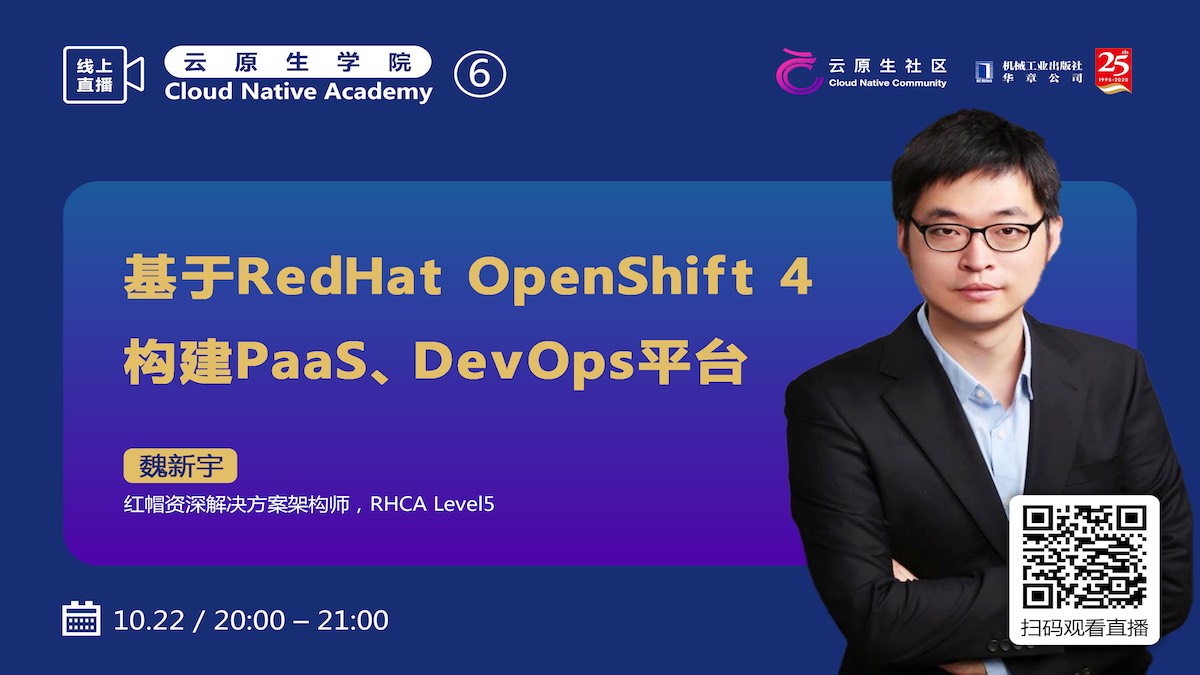 线上
直播
云原生学院
Cloud Native Academy
6
云原生社区
Cloud Native Community
机械工业出版社
华章公司
25th
1995-2020
基于RedHat OpenShift 4
构建PaaS、DevOps平台
魏新宇
红帽资深解决方案架构师，RHCA Level5
10.22 / 20:00 – 21:00
扫码观看直播